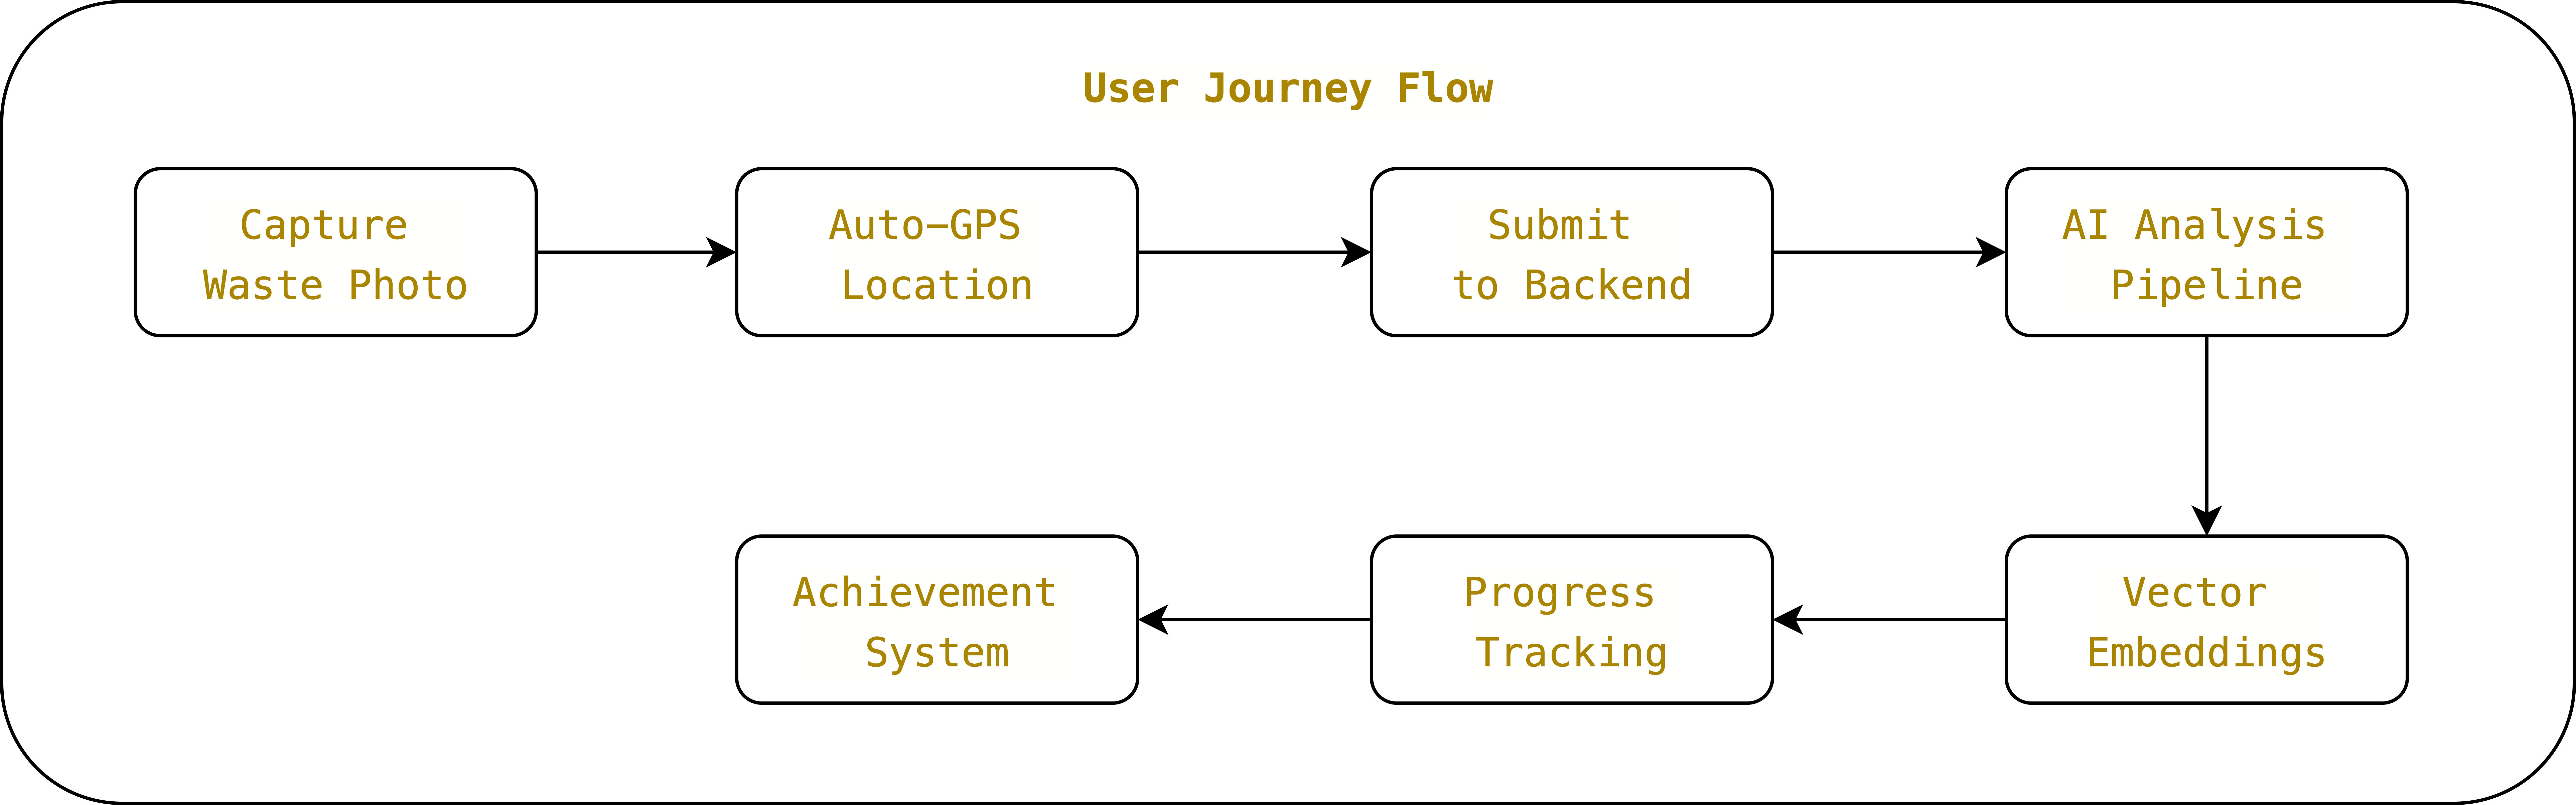 User Journey Flow
Capture
Waste Photo
Auto–GPS
Location
Submit
to Backend
AI Analysis
Pipeline
Achievement
System
Progress
Tracking
Vector
Embeddings